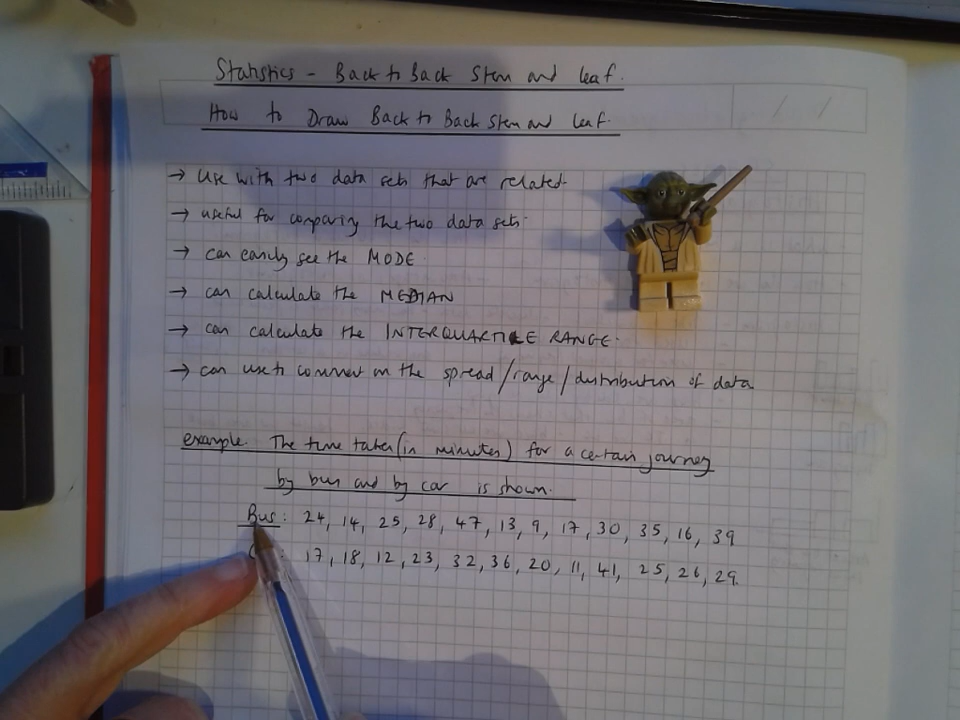 Statistics - Back to Back Stem and Leaf.
How to Draw Back to Back Stem and Leaf.
→ Use with two data sets that are related.
→ useful for comparing the two data sets.
→ can easily see the MODE.
→ can calculate the MEDIAN
→ can calculate the INTERQUARTILE RANGE.
→ can use to comment on the spread/range/distribution of data
example. The time taken (in minutes) for a certain journey
by bus and by car is shown.
Bus: 24, 14, 25, 28, 47, 13, 9, 17, 30, 35, 16, 39
17, 18, 12, 23, 32, 36, 20, 11, 41, 25, 26, 29.